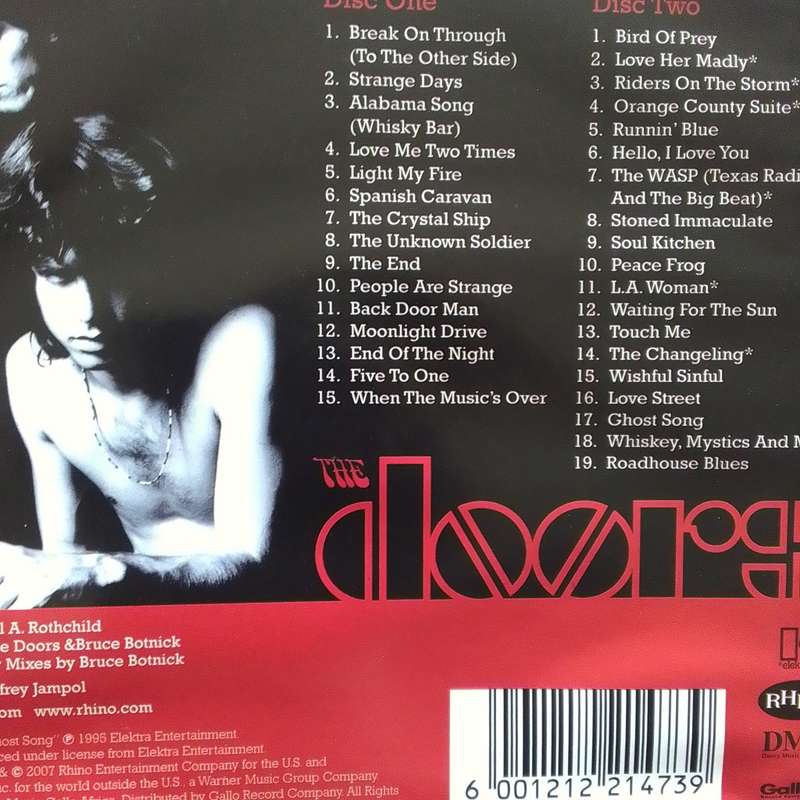 Disc One
1. Break On Through
(To The Other Side)
2. Strange Days
3. Alabama Song
(Whisky Bar)
4. Love Me Two Times
5. Light My Fire
6. Spanish Caravan
7. The Crystal Ship
8. The Unknown Soldier
9. The End
10. People Are Strange
11. Back Door Man
12. Moonlight Drive
13. End Of The Night
14. Five To One
15. When The Music's Over
Disc Two
1. Bird Of Prey
2. Love Her Madly*
3. Riders On The Storm*
4. Orange County Suite*
5. Runnin' Blue
6. Hello, I Love You
7. The WASP (Texas Radi
And The Big Beat)*
8. Stoned Immaculate
9. Soul Kitchen
10. Peace Frog
11. L.A. Woman*
12. Waiting For The Sun
13. Touch Me
14. The Changeling*
15. Wishful Sinful
16. Love Street
17. Ghost Song
18. Whiskey, Mystics And M
19. Roadhouse Blues
THE
doors
l A. Rothchild
e Doors &Bruce Botnick
Mixes by Bruce Botnick
frey Jampol
om www.rhino.com
host Song" ℗ 1995 Elektra Entertainment.
ced under license from Elektra Entertainment.
& © 2007 Rhino Entertainment Company for the U.S. and
nc. for the world outside the U.S., a Warner Music Group Company
Gallo Africa. Distributed by Gallo Record Company. All Rights
6 001212 214739
elek
RHI
DM
Gallo